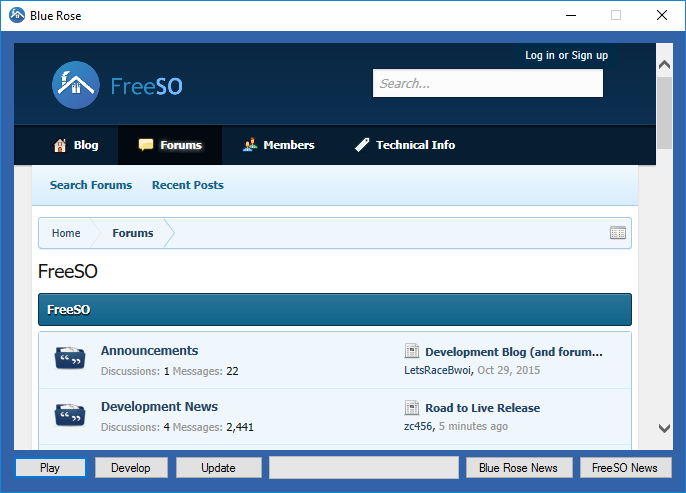 Blue Rose
Log in or Sign up
FreeSO
Search...
Blog Forums Members Technical Info
Search Forums Recent Posts
Home Forums
FreeSO
FreeSO
Announcements
Discussions: 1 Messages: 22
Development Blog (and forum...
LetsRaceBwoi, Oct 29, 2015
Development News
Discussions: 4 Messages: 2,441
Road to Live Release
zc456, 5 minutes ago
Play Develop Update Blue Rose News FreeSO News